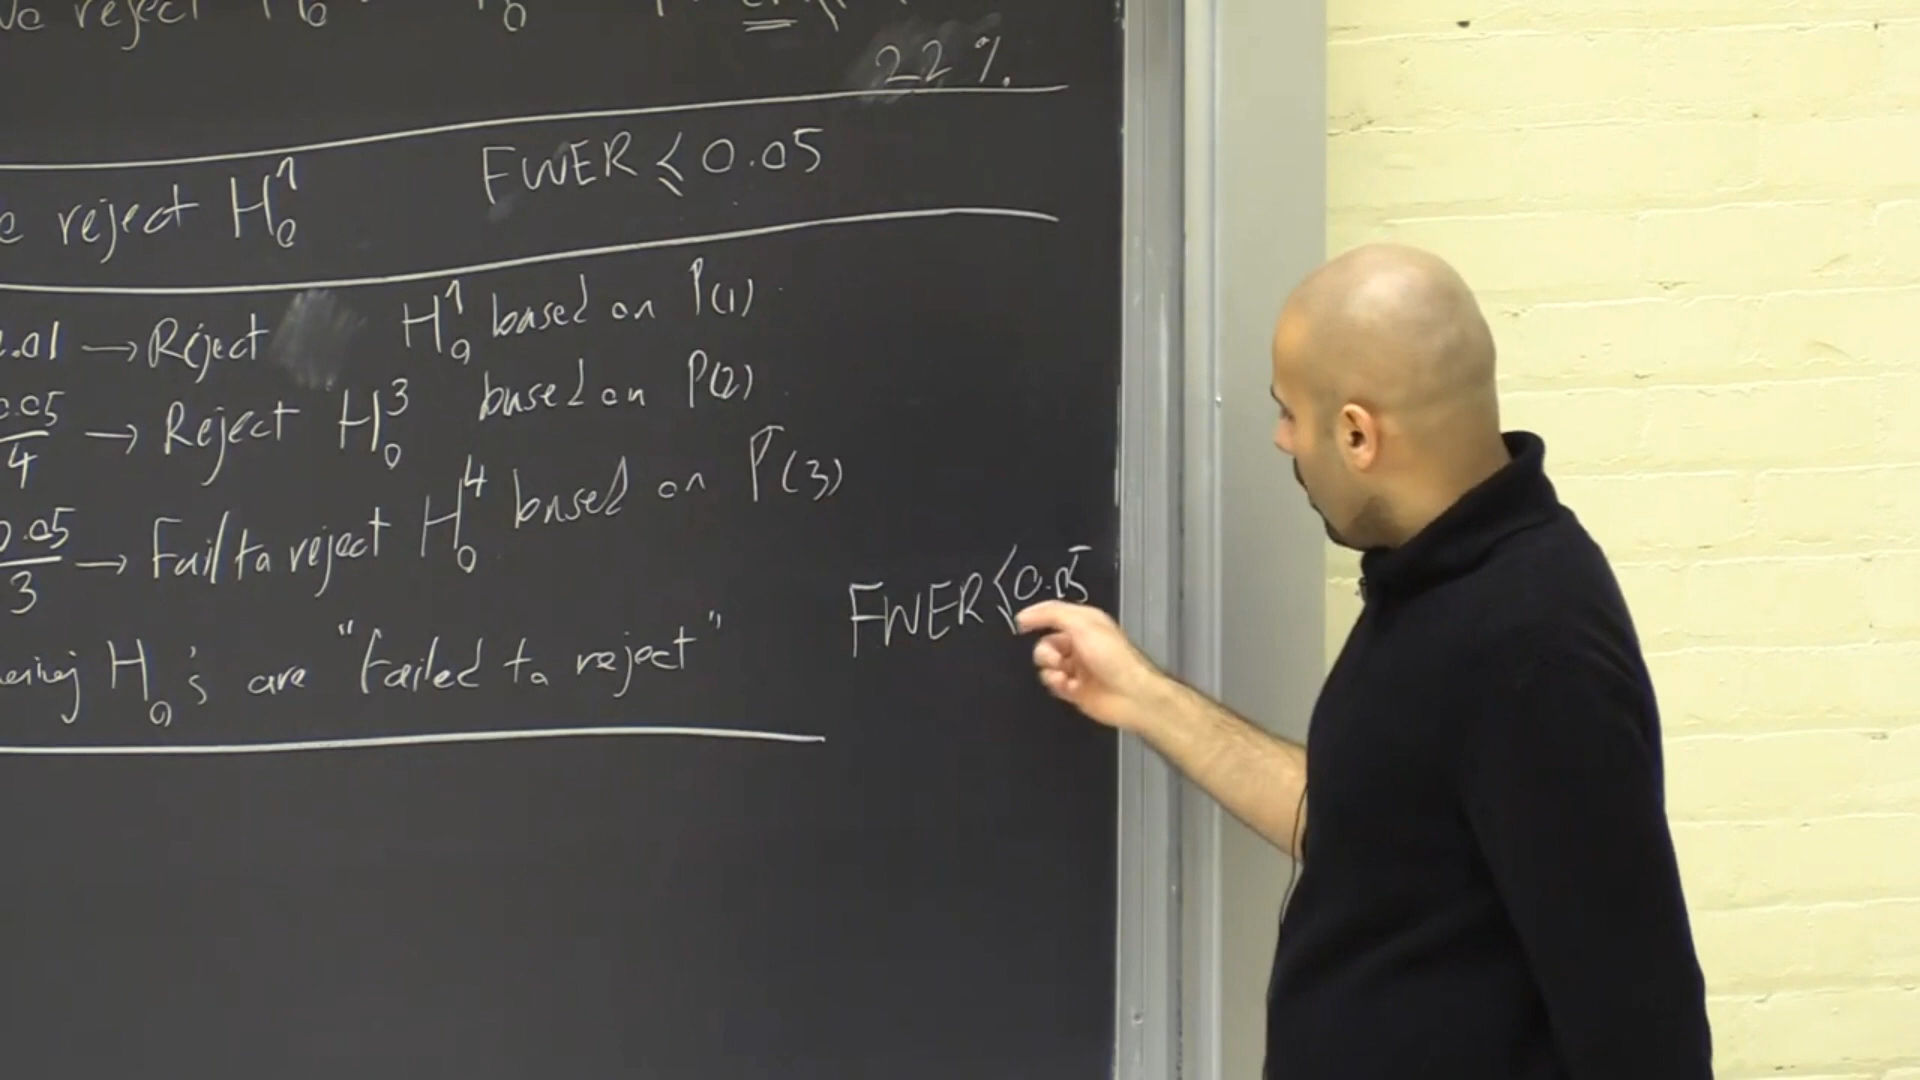 reject H₀
22%
reject H₀¹ FWER ≤ 0.05
.01 → Reject H₀¹ based on P(1)
0.05/4 → Reject H₀³ based on P(2)
0.05/3 → Fail to reject H₀⁴ based on P(3)
FWER ≤ 0.05
H₀'s are "failed to reject"